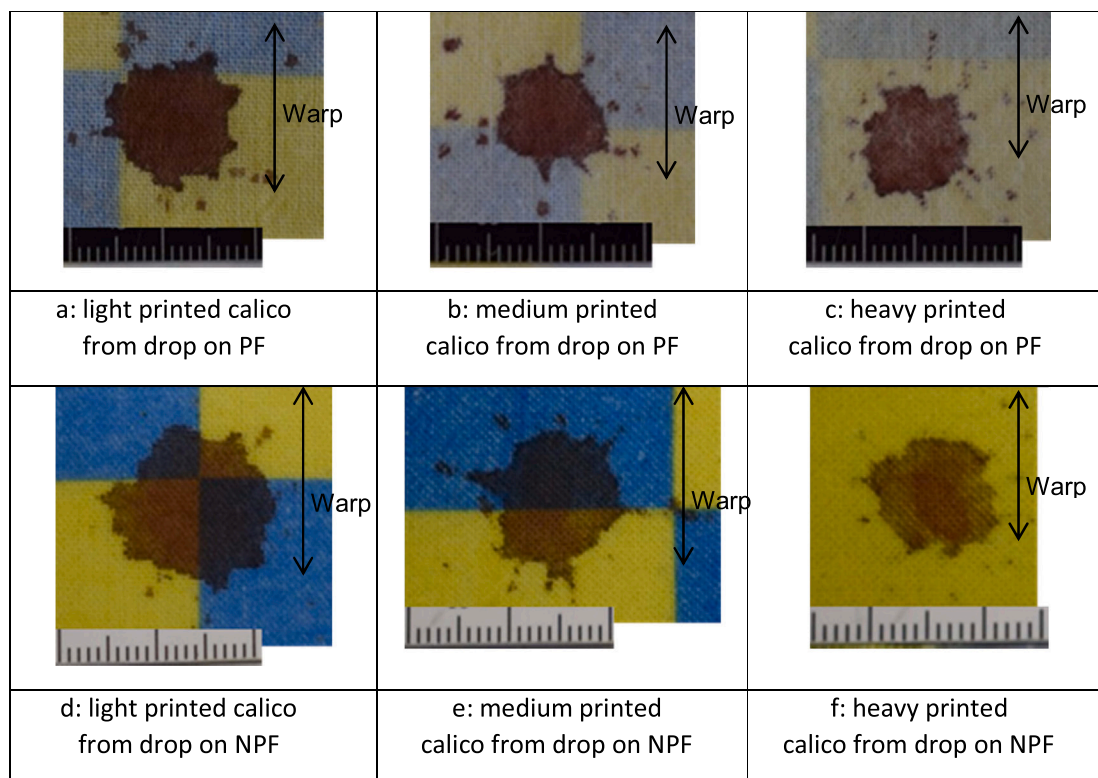 Warp
Warp
Warp
a: light printed calico
from drop on PF
b: medium printed
calico from drop on PF
c: heavy printed
calico from drop on PF
Warp
Warp
Warp
d: light printed calico
from drop on NPF
e: medium printed
calico from drop on NPF
f: heavy printed
calico from drop on NPF